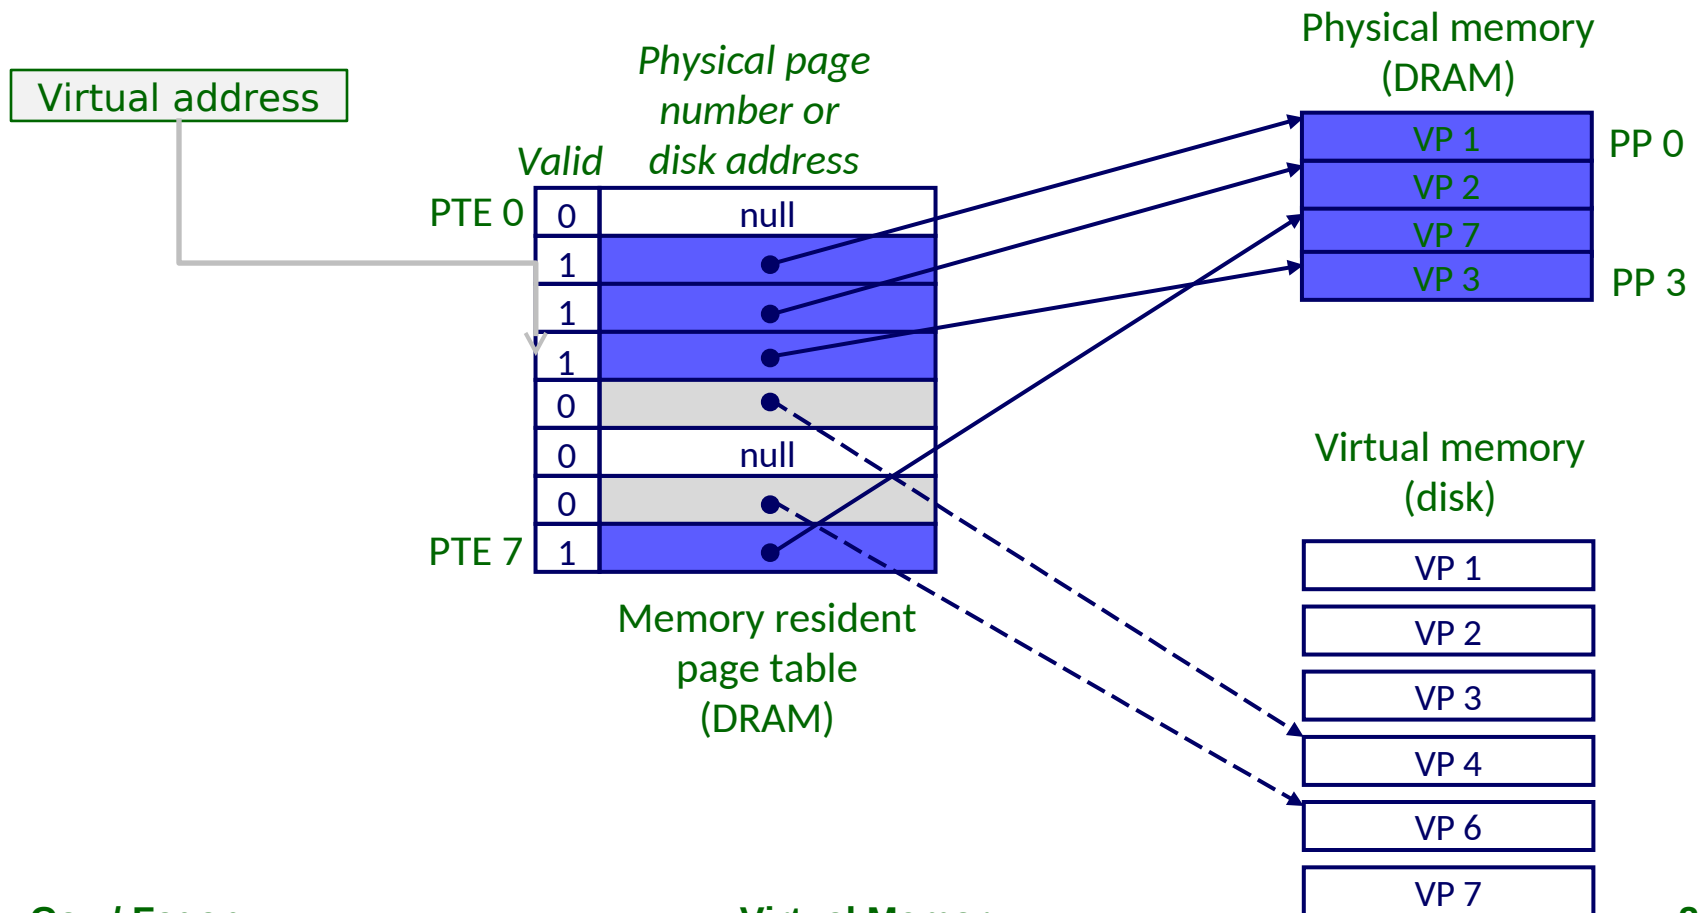 Physical memory
(DRAM)
Virtual address
Physical page
number or
disk address
Valid
VP 1
PP 0
VP 2
VP 7
VP 3
PP 3
PTE 0
0
null
1
1
1
0
0
null
0
PTE 7
1
Memory resident
page table
(DRAM)
Virtual memory
(disk)
VP 1
VP 2
VP 3
VP 4
VP 6
VP 7